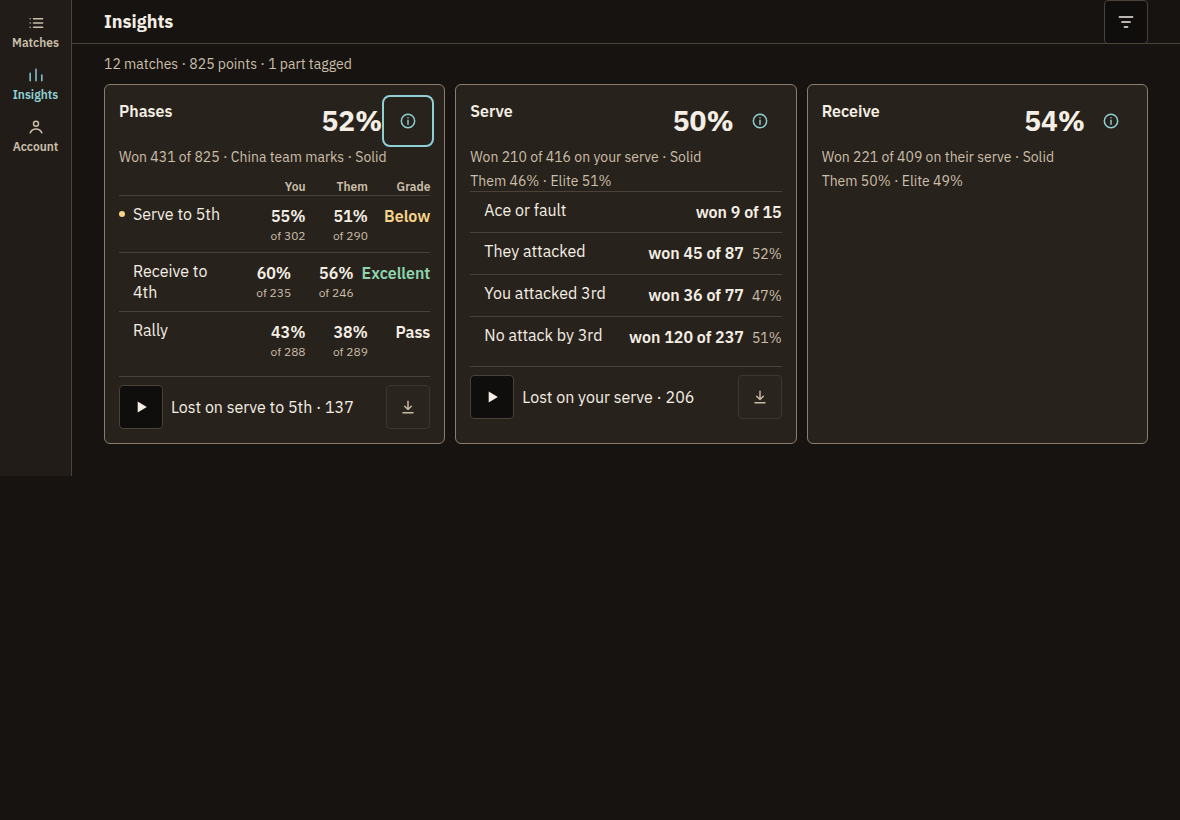 Matches
Insights
Account
Insights
12 matches · 825 points · 1 part tagged
Phases
52%
Won 431 of 825 · China team marks · Solid
You Them Grade
Serve to 5th 55% 51% Below
of 302 of 290
Receive to 4th 60% 56% Excellent
of 235 of 246
Rally 43% 38% Pass
of 288 of 289
Lost on serve to 5th · 137
Serve
50%
Won 210 of 416 on your serve · Solid
Them 46% · Elite 51%
Ace or fault won 9 of 15
They attacked won 45 of 87 52%
You attacked 3rd won 36 of 77 47%
No attack by 3rd won 120 of 237 51%
Lost on your serve · 206
Receive
54%
Won 221 of 409 on their serve · Solid
Them 50% · Elite 49%